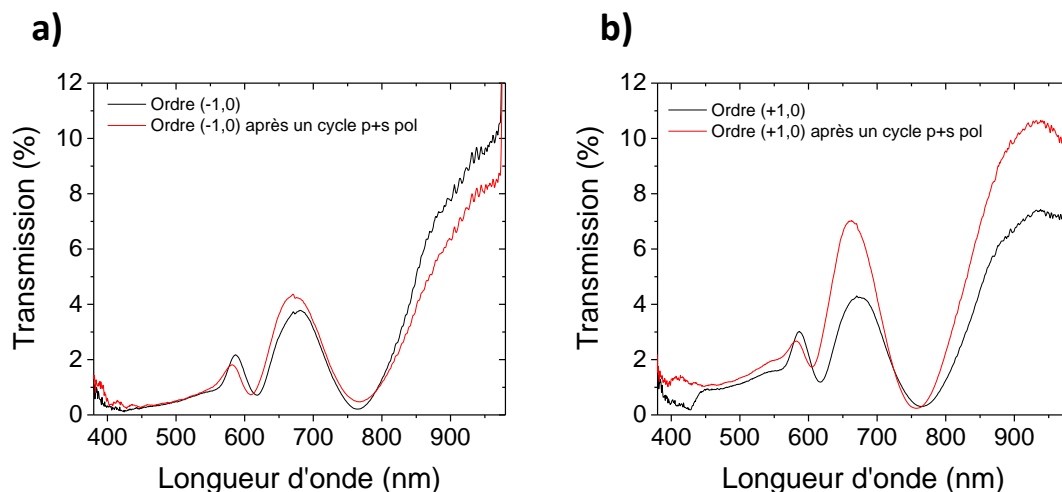 a)
12
10
8
6
4
2
0
Transmission (%)
Ordre (-1,0)
Ordre (-1,0) après un cycle p+s pol
400 500 600 700 800 900
Longueur d'onde (nm)
b)
12
10
8
6
4
2
0
Transmission (%)
Ordre (+1,0)
Ordre (+1,0) après un cycle p+s pol
400 500 600 700 800 900
Longueur d'onde (nm)